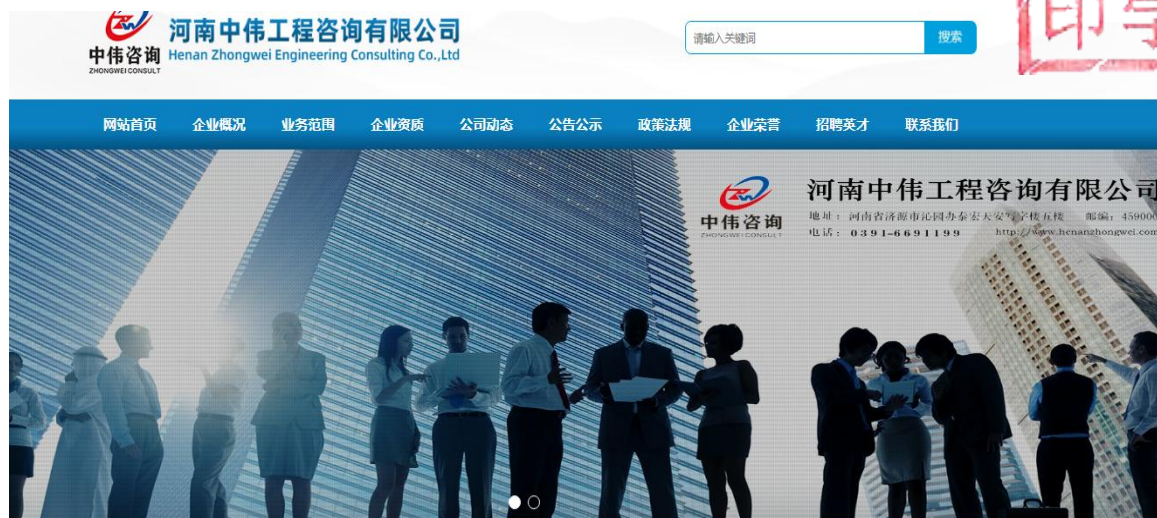 中伟咨询
ZHONGWEI CONSULT
河南中伟工程咨询有限公司
Henan Zhongwei Engineering Consulting Co.,Ltd
请输入关键词
搜索
印
网站首页 企业概况 业务范围 企业资质 公司动态 公告公示 政策法规 企业荣誉 招聘英才 联系我们
中伟咨询
ZHONGWEI CONSULT
河南中伟工程咨询有限公司
地址：河南省济源市沁园办泰宏天安写字楼五楼 邮编：459000
电话：0391-6691199 http://www.henanzhongwei.com